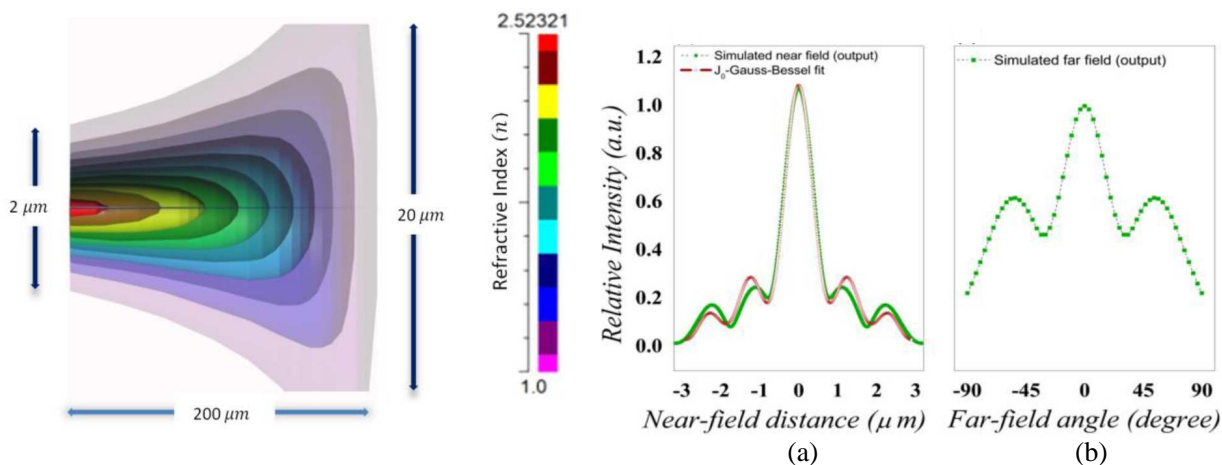 2 μm
20 μm
200 μm
2.52321
Refractive Index (n)
1.0
Simulated near field (output)
J0-Gauss-Bessel fit
Relative Intensity (a.u.)
1.2
1.0
0.8
0.6
0.4
0.2
0.0
-3 -2 -1 0 1 2 3
Near-field distance (μ m)
(a)
Simulated far field (output)
-90 -45 0 45 90
Far-field angle (degree)
(b)